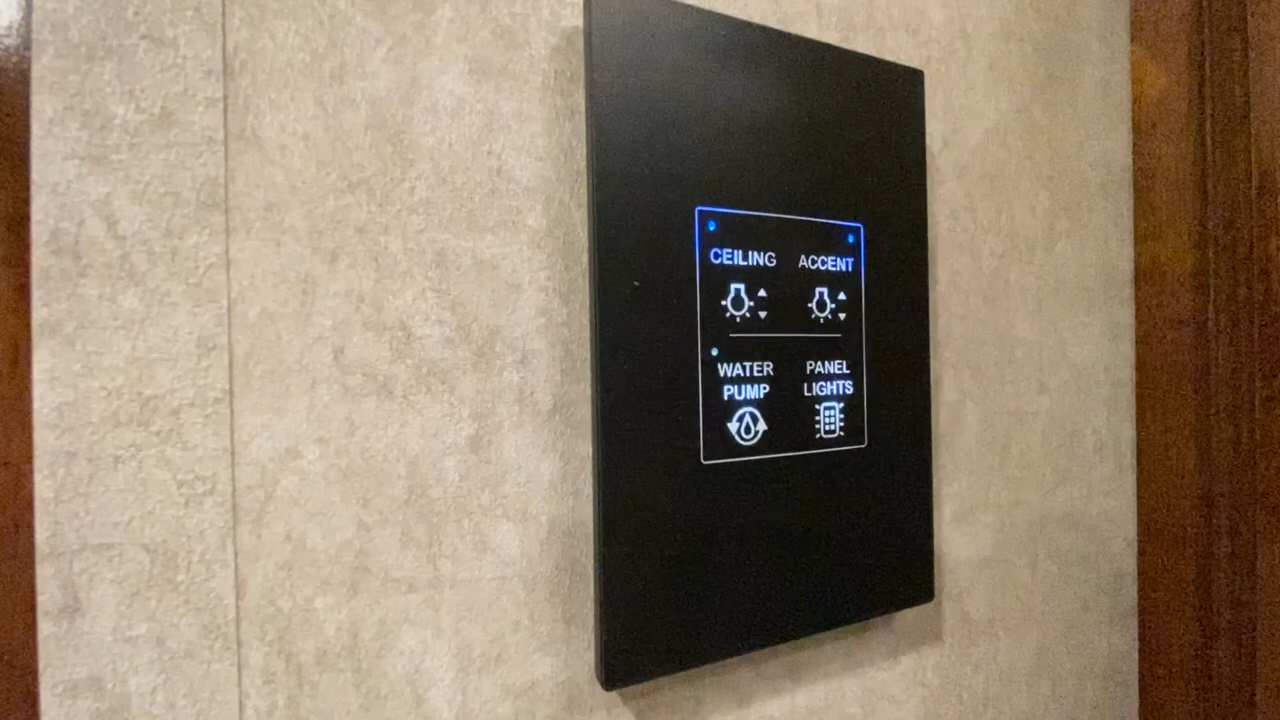 CEILING
ACCENT
WATER
PUMP
PANEL
LIGHTS